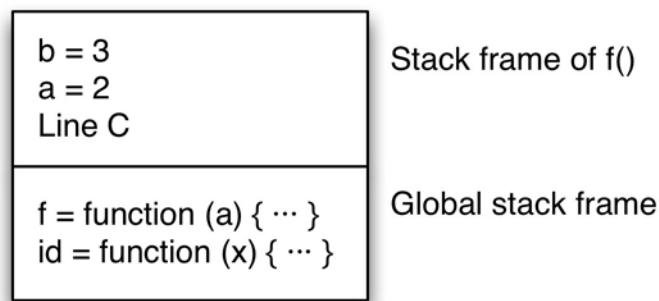 b = 3
a = 2
Line C
Stack frame of f()
f = function (a) { ··· }
id = function (x) { ··· }
Global stack frame